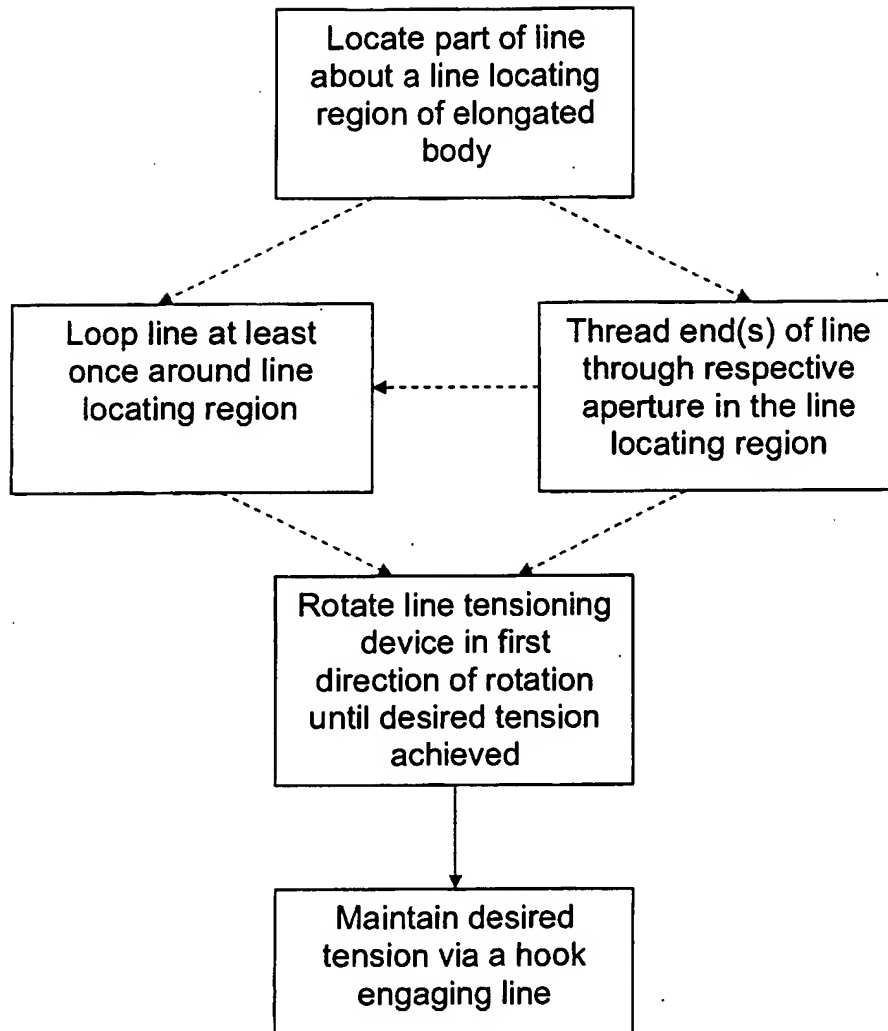 Locate part of line
about a line locating
region of elongated
body
Loop line at least
once around line
locating region
Thread end(s) of line
through respective
aperture in the line
locating region
Rotate line tensioning
device in first
direction of rotation
until desired tension
achieved
Maintain desired
tension via a hook
engaging line